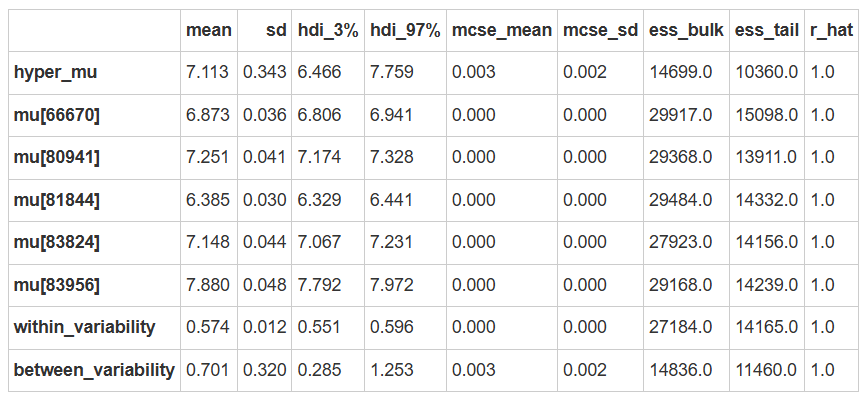 mean sd hdi_3% hdi_97% mcse_mean mcse_sd ess_bulk ess_tail r_hat
hyper_mu 7.113 0.343 6.466 7.759 0.003 0.002 14699.0 10360.0 1.0
mu[66670] 6.873 0.036 6.806 6.941 0.000 0.000 29917.0 15098.0 1.0
mu[80941] 7.251 0.041 7.174 7.328 0.000 0.000 29368.0 13911.0 1.0
mu[81844] 6.385 0.030 6.329 6.441 0.000 0.000 29484.0 14332.0 1.0
mu[83824] 7.148 0.044 7.067 7.231 0.000 0.000 27923.0 14156.0 1.0
mu[83956] 7.880 0.048 7.792 7.972 0.000 0.000 29168.0 14239.0 1.0
within_variability 0.574 0.012 0.551 0.596 0.000 0.000 27184.0 14165.0 1.0
between_variability 0.701 0.320 0.285 1.253 0.003 0.002 14836.0 11460.0 1.0